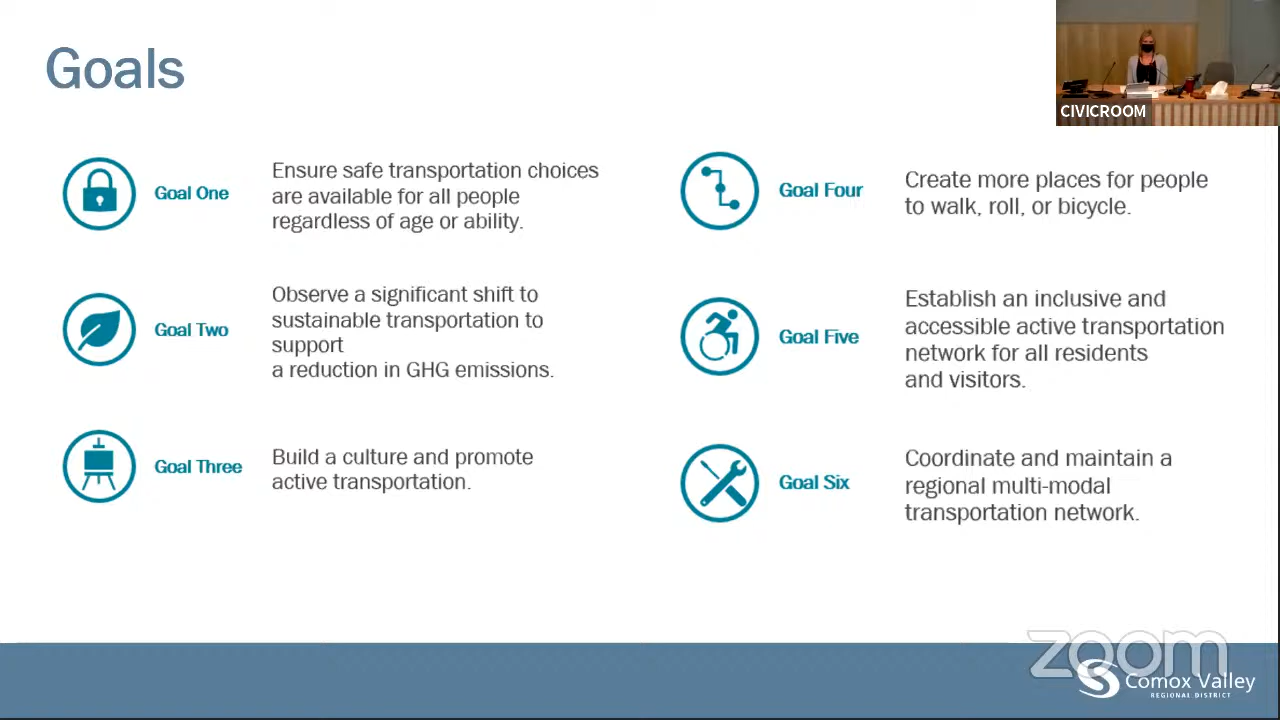 Goals
CIVICROOM
Goal One
Ensure safe transportation choices
are available for all people
regardless of age or ability.
Goal Two
Observe a significant shift to
sustainable transportation to
support
a reduction in GHG emissions.
Goal Three
Build a culture and promote
active transportation.
Goal Four
Create more places for people
to walk, roll, or bicycle.
Goal Five
Establish an inclusive and
accessible active transportation
network for all residents
and visitors.
Goal Six
Coordinate and maintain a
regional multi-modal
transportation network.
zoom
Comox Valley
REGIONAL DISTRICT